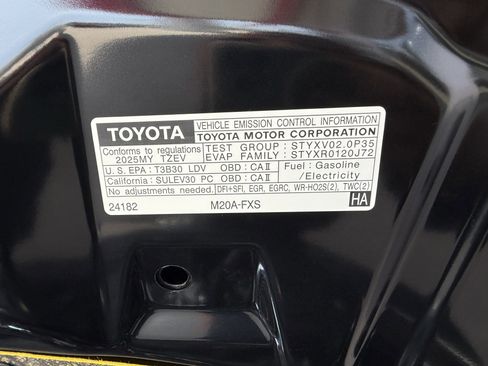 TOYOTA
VEHICLE EMISSION CONTROL INFORMATION
TOYOTA MOTOR CORPORATION
Conforms to regulations
2025MY TZEV
TEST GROUP : STYXV02.0P35
EVAP FAMILY : STYXR0120J72
U.S. EPA : T3B30 LDV OBD : CAⅡ
California: SULEV30 PC OBD : CAⅡ
Fuel : Gasoline
/Electricity
No adjustments needed.
DFI+SFI, EGR, EGRC, WR-HO2S(2), TWC(2)
24182 M20A-FXS HA